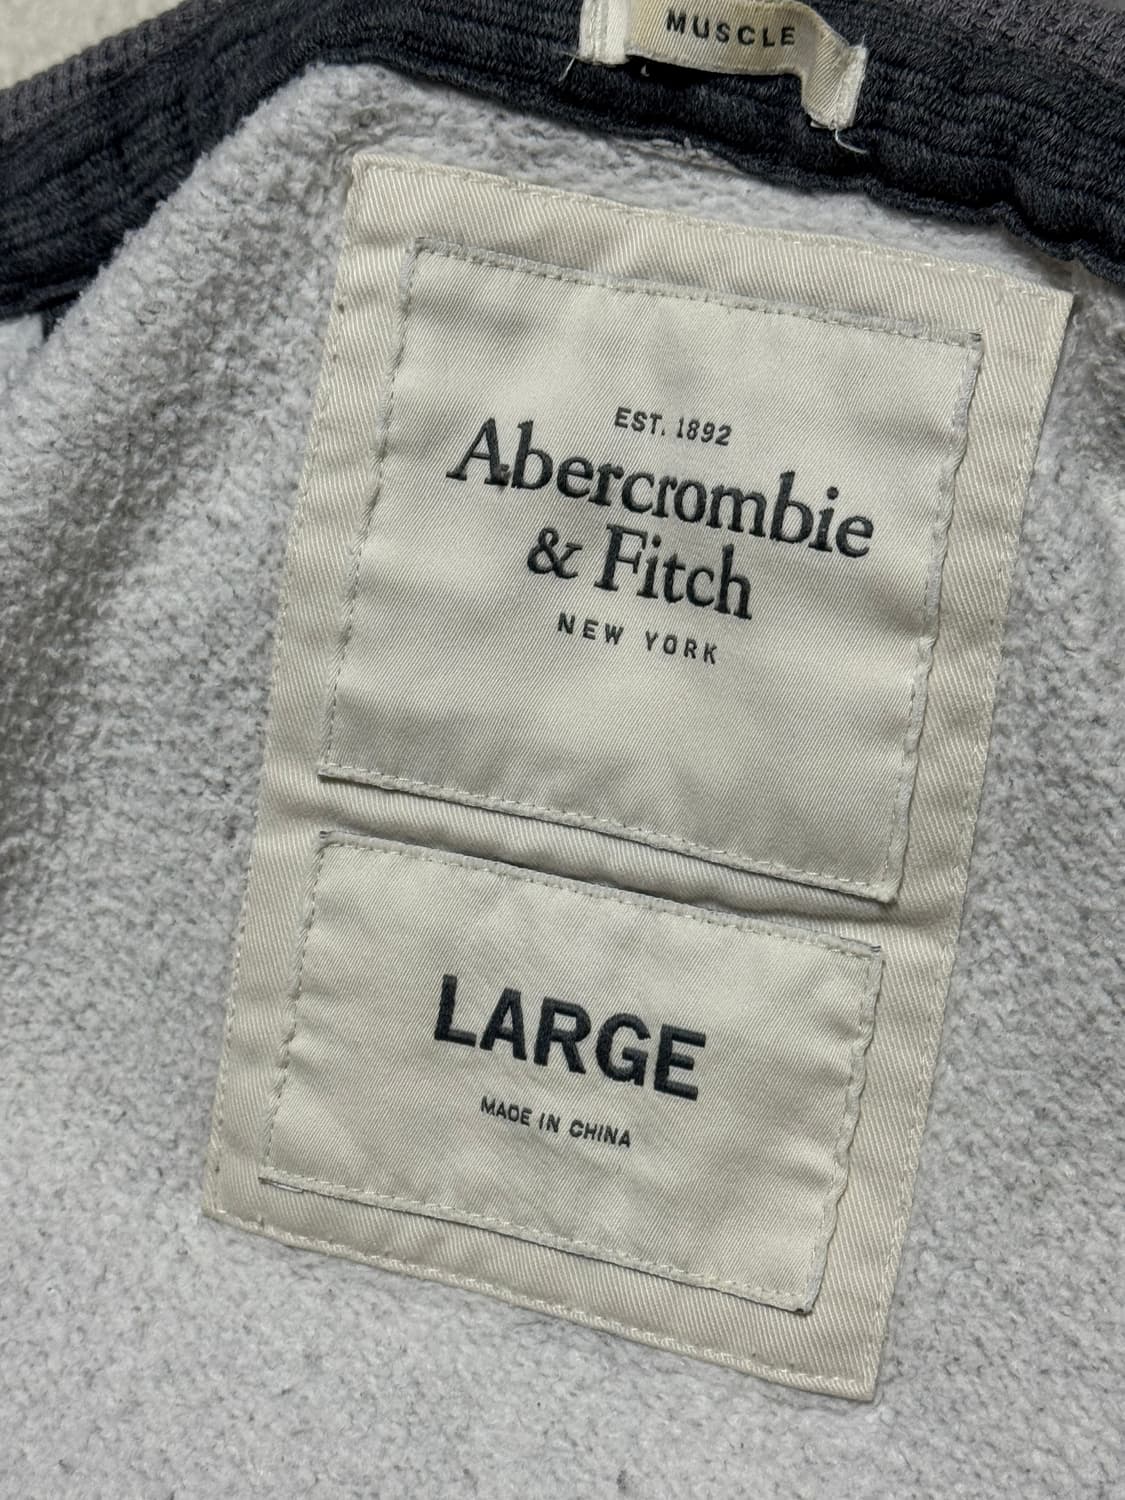 MUSCLE
EST. 1892
Abercrombie
& Fitch
NEW YORK
LARGE
MADE IN CHINA